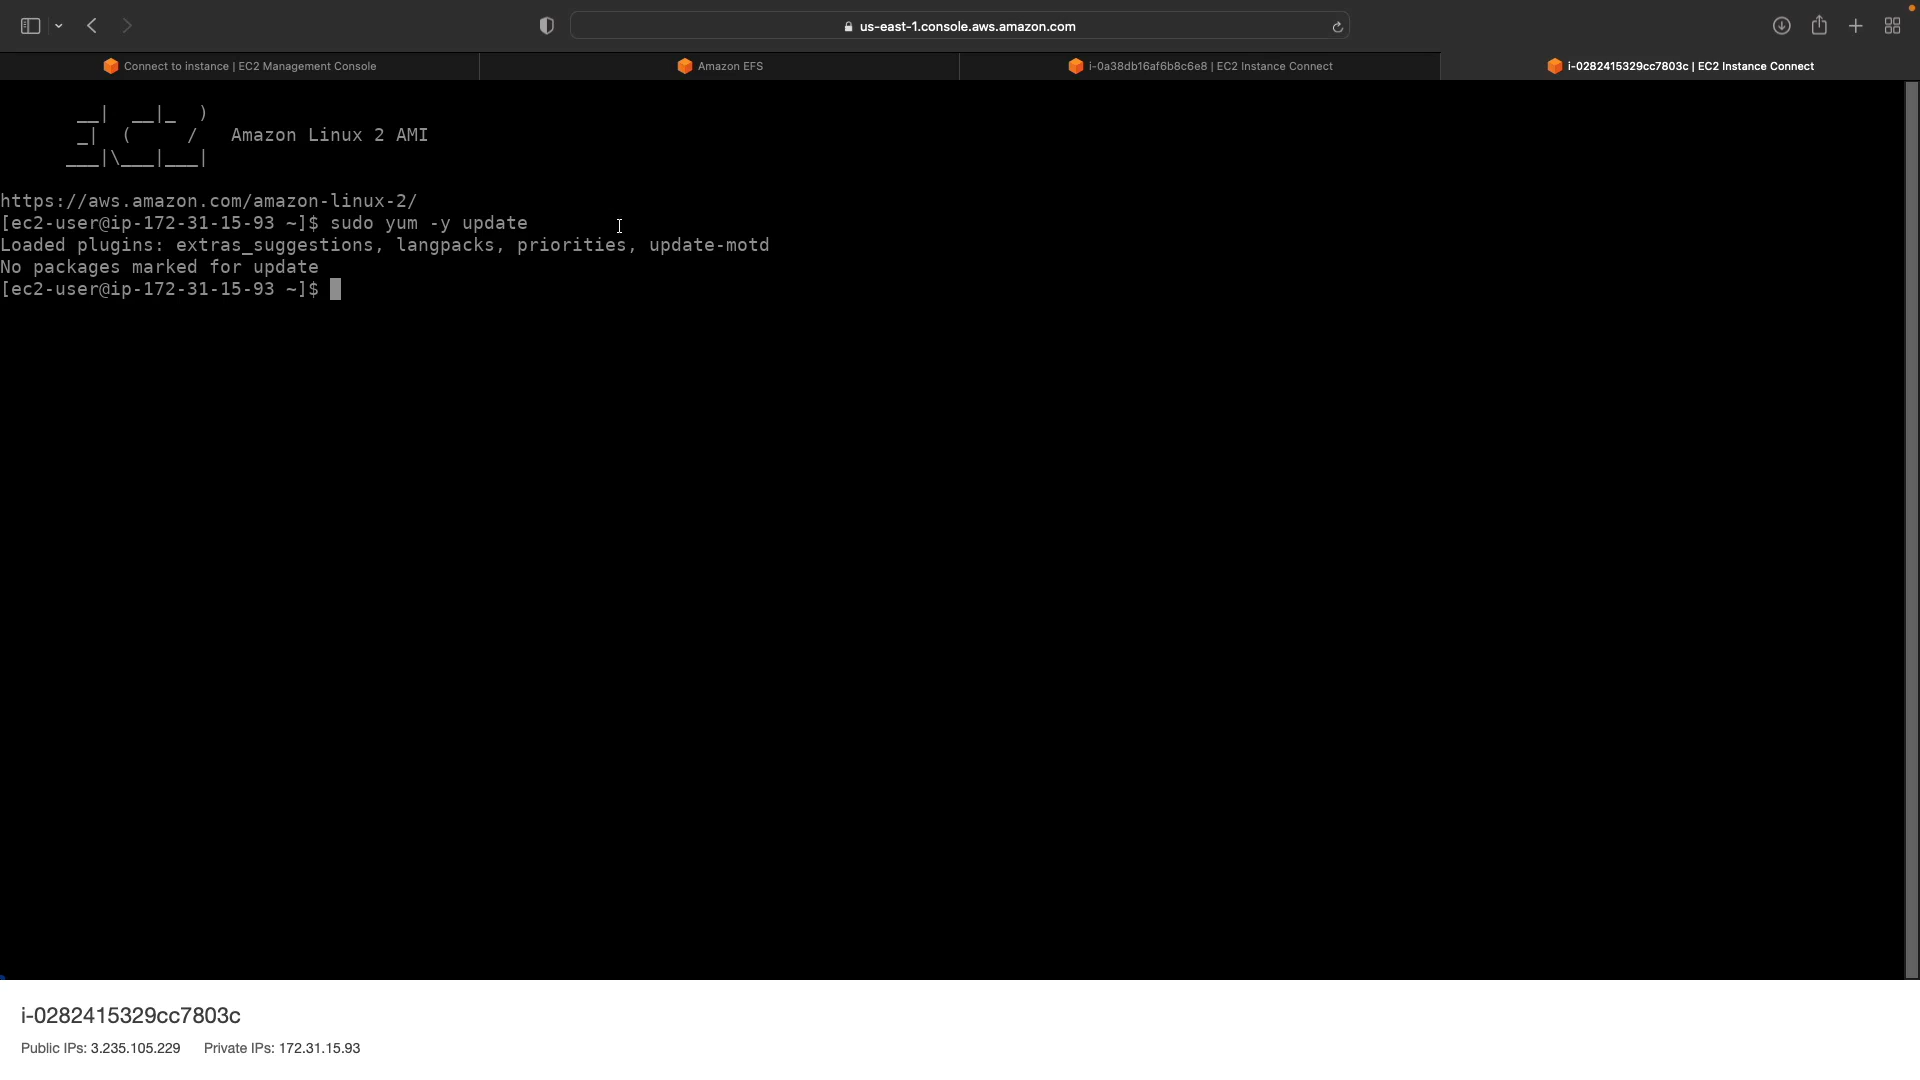 us-east-1.console.aws.amazon.com
Connect to instance | EC2 Management Console
Amazon EFS
i-0a38db16af6b8c6e8 | EC2 Instance Connect
i-0282415329cc7803c | EC2 Instance Connect
       __|  __|_  )
       _|  (     /   Amazon Linux 2 AMI
      ___|\___|___|
https://aws.amazon.com/amazon-linux-2/
[ec2-user@ip-172-31-15-93 ~]$ sudo yum -y update
Loaded plugins: extras_suggestions, langpacks, priorities, update-motd
No packages marked for update
[ec2-user@ip-172-31-15-93 ~]$
i-0282415329cc7803c
Public IPs: 3.235.105.229 Private IPs: 172.31.15.93